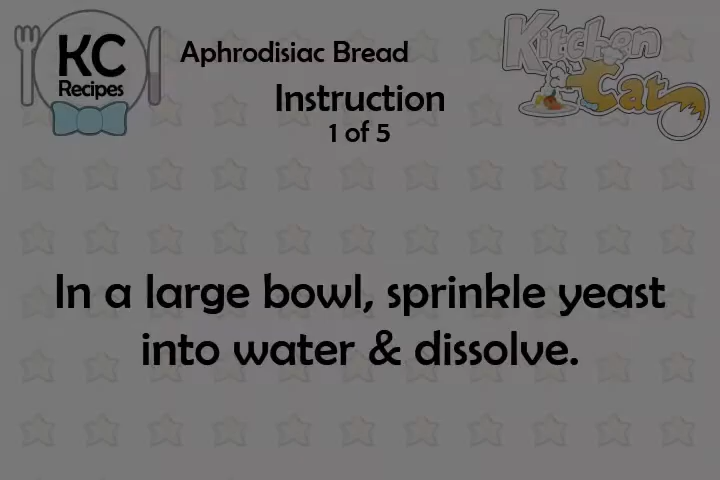 KC
Recipes
Aphrodisiac Bread
Instruction
1 of 5
Kitchen
Cat
In a large bowl, sprinkle yeast
into water & dissolve.